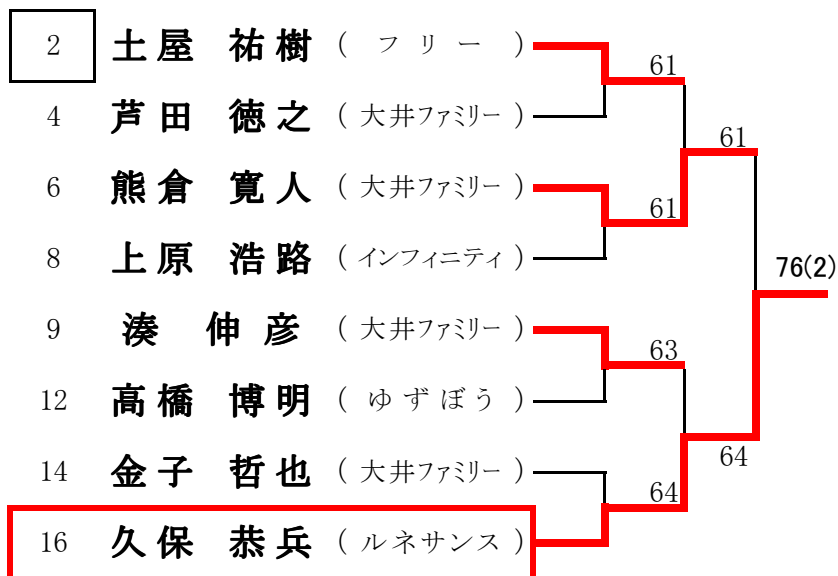 2 土屋 祐樹 ( フリー )
61
4 芦田 徳之 ( 大井ファミリー )
61
6 熊倉 寛人 ( 大井ファミリー )
61
8 上原 浩路 ( インフィニティ )
76(2)
9 湊 伸彦 ( 大井ファミリー )
63
12 高橋 博明 ( ゆずぼう )
64
14 金子 哲也 ( 大井ファミリー )
64
16 久保 恭兵 ( ルネサンス )